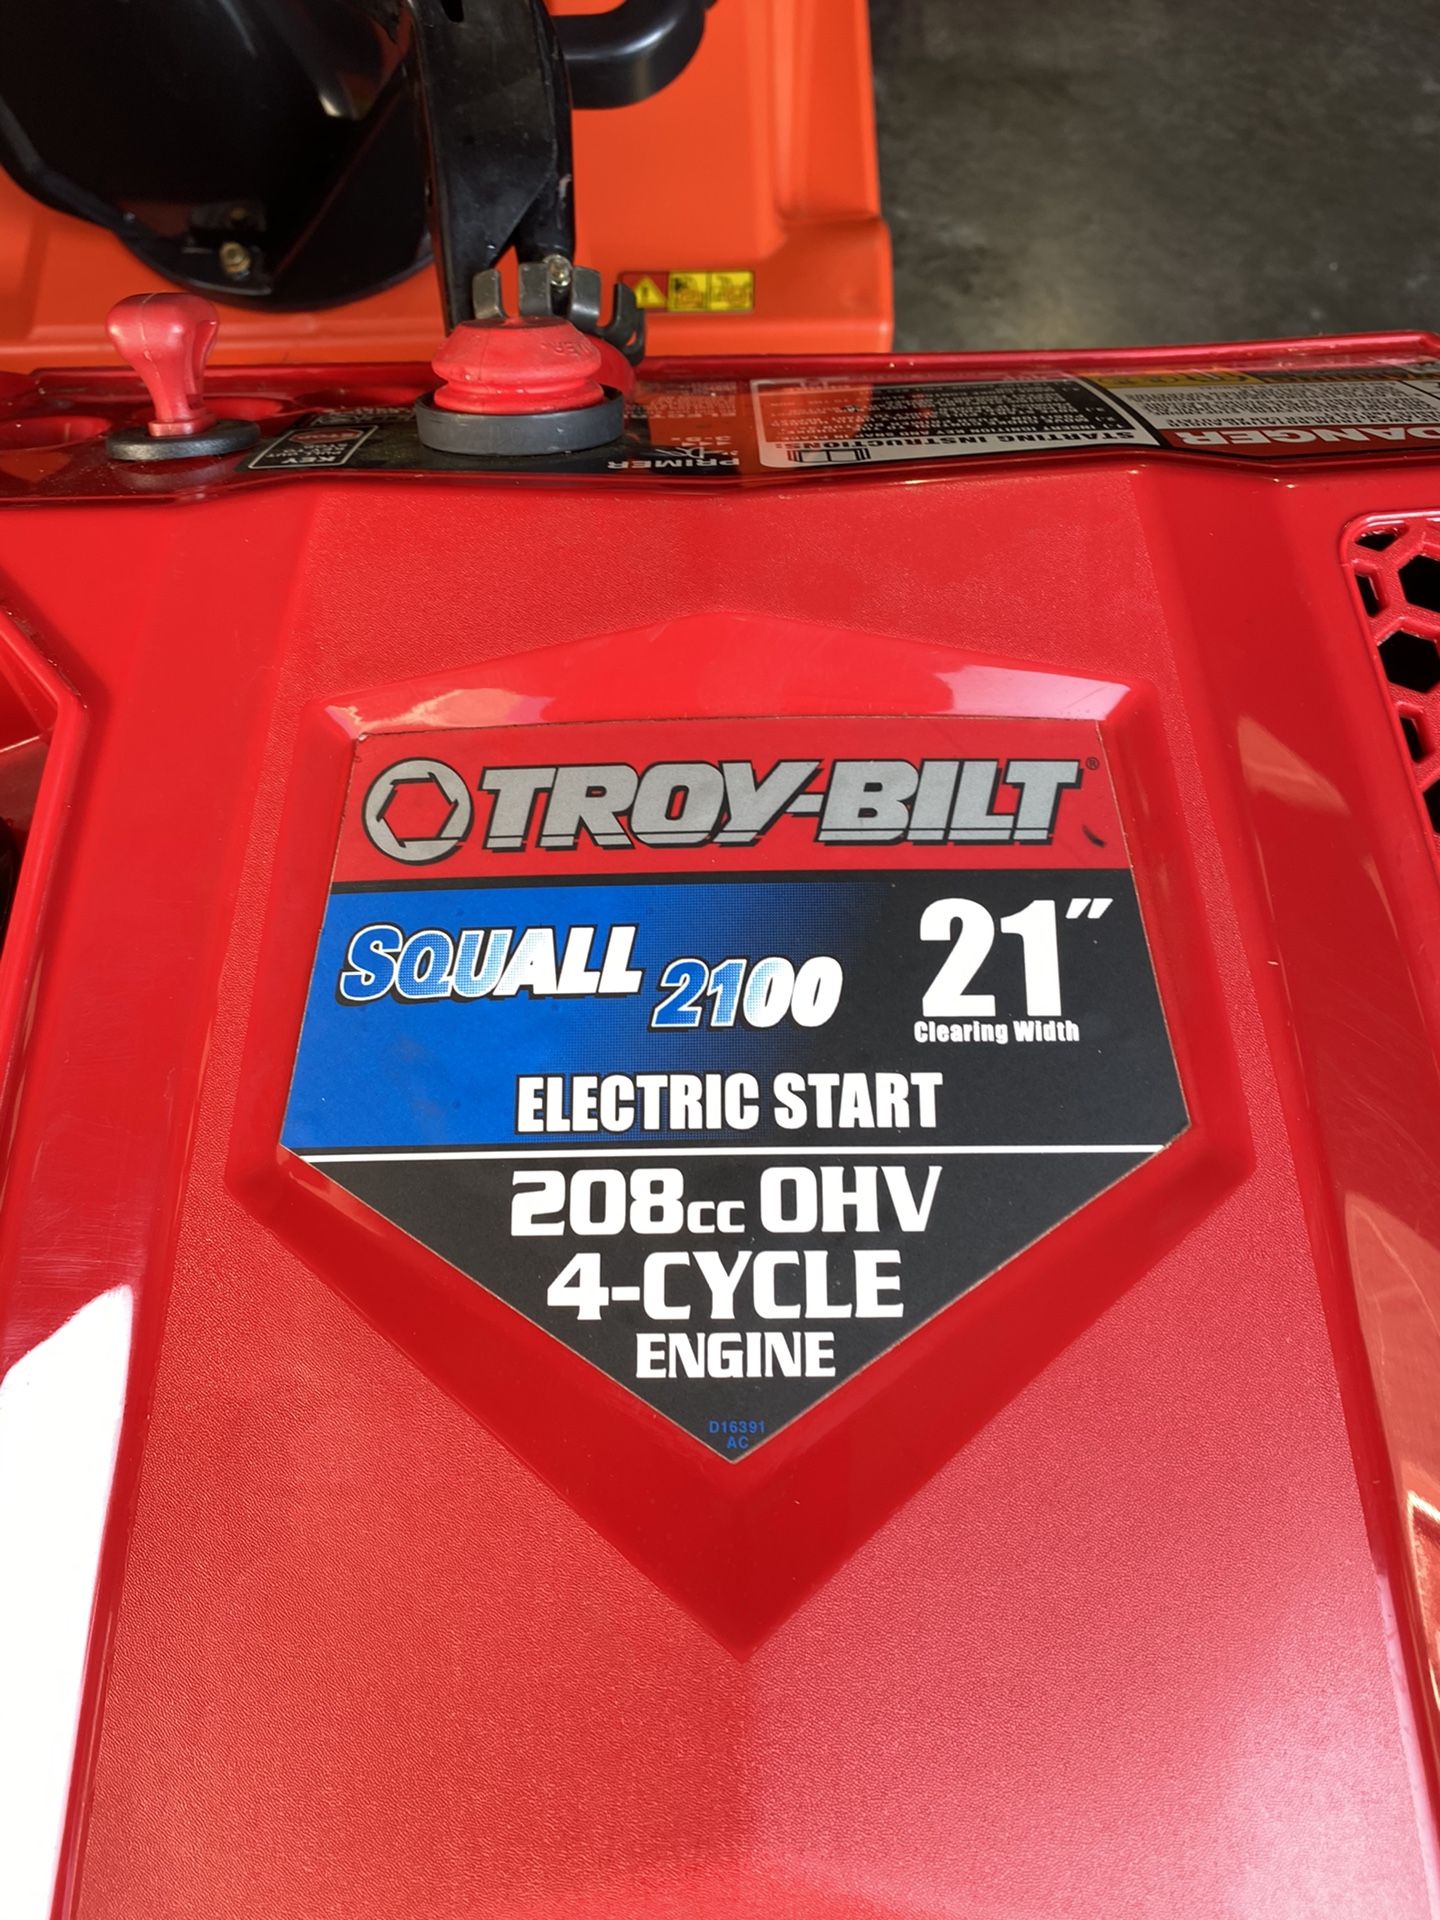 TROY-BILT®
SQUALL 2100
21"
Clearing Width
ELECTRIC START
208cc OHV
4-CYCLE
ENGINE
D16391
AC
KEY
PRIMER
STARTING INSTRUCTIONS
DANGER